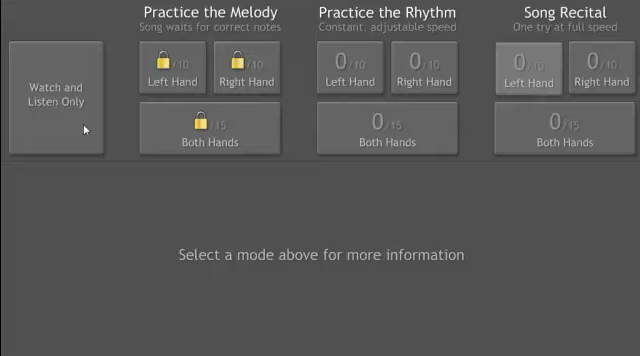 Practice the Melody
Song waits for correct notes
Practice the Rhythm
Constant, adjustable speed
Song Recital
One try at full speed
Watch and
Listen Only
/10
Left Hand
/10
Right Hand
0/10
Left Hand
0/10
Right Hand
0/10
Left Hand
0/10
Right Hand
/15
Both Hands
0/15
Both Hands
0/15
Both Hands
Select a mode above for more information